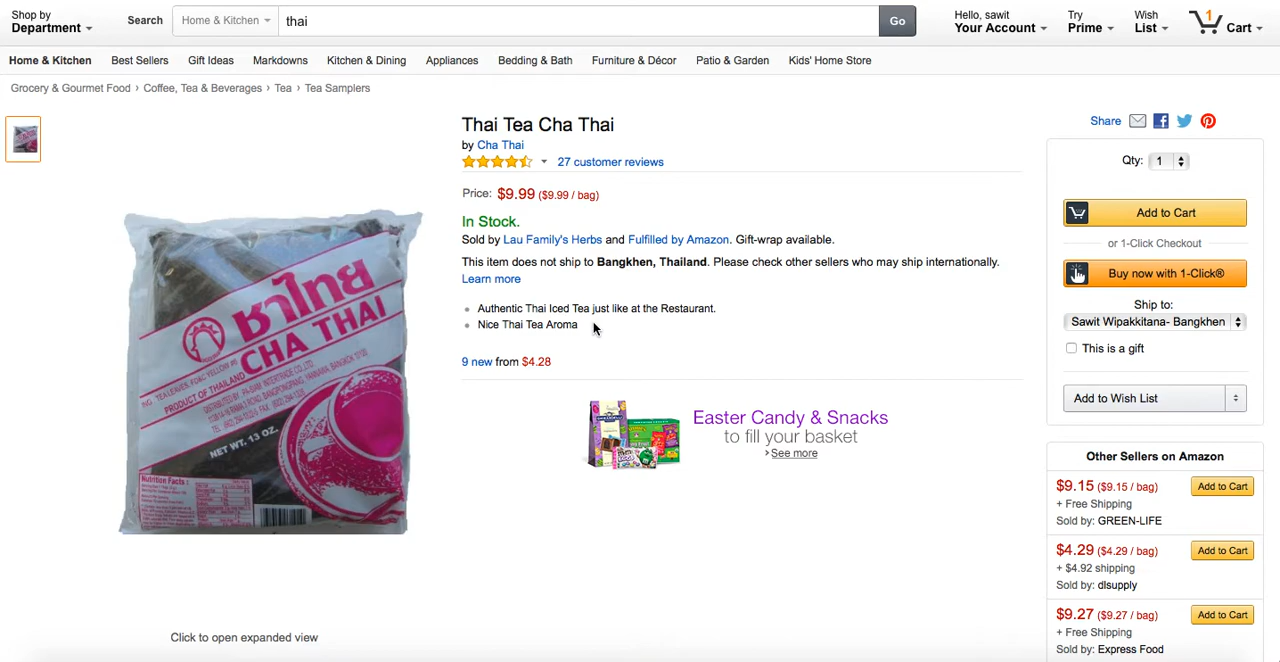 Shop by
Department
Search
Home & Kitchen
thai
Go
Hello, sawit
Your Account
Try
Prime
Wish
List
1
Cart
Home & Kitchen
Best Sellers
Gift Ideas
Markdowns
Kitchen & Dining
Appliances
Bedding & Bath
Furniture & Décor
Patio & Garden
Kids' Home Store
Grocery & Gourmet Food › Coffee, Tea & Beverages › Tea › Tea Samplers
ชาไทย
CHA THAI
PRODUCT OF THAILAND
NET WT. 13 OZ.
Nutrition Facts :
Click to open expanded view
Thai Tea Cha Thai
by Cha Thai
27 customer reviews
Price: $9.99 ($9.99 / bag)
In Stock.
Sold by Lau Family's Herbs and Fulfilled by Amazon. Gift-wrap available.
This item does not ship to Bangkhen, Thailand. Please check other sellers who may ship internationally.
Learn more
Authentic Thai Iced Tea just like at the Restaurant.
Nice Thai Tea Aroma
9 new from $4.28
Easter Candy & Snacks
to fill your basket
› See more
Share
Qty: 1
Add to Cart
or 1-Click Checkout
Buy now with 1-Click®
Ship to:
Sawit Wipakkitana- Bangkhen
This is a gift
Add to Wish List
Other Sellers on Amazon
$9.15 ($9.15 / bag)
Add to Cart
+ Free Shipping
Sold by: GREEN-LIFE
$4.29 ($4.29 / bag)
Add to Cart
+ $4.92 shipping
Sold by: dlsupply
$9.27 ($9.27 / bag)
Add to Cart
+ Free Shipping
Sold by: Express Food